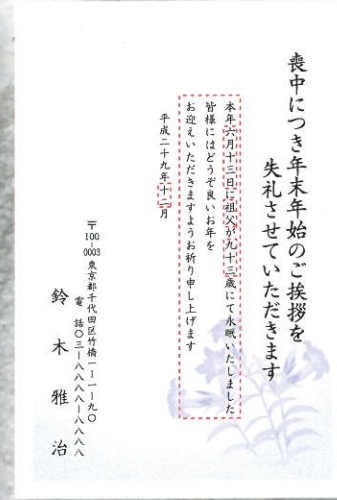 喪中につき年末年始のご挨拶を
失礼させていただきます
本年六月十三日に祖父が九十三歳にて永眠いたしました
皆様にはどうぞ良いお年を
お迎えいただきますようお祈り申し上げます
平成二十九年十二月
〒100-0003 東京都千代田区竹橋一-一-九〇
電話〇三-八八八八-八八八八
鈴木雅治